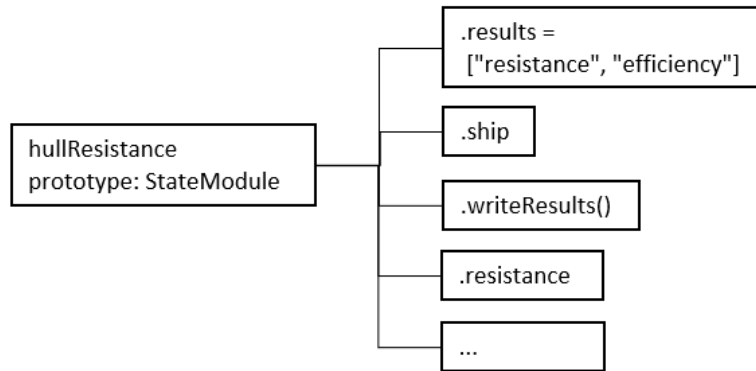 .results =
["resistance", "efficiency"]
.ship
hullResistance
prototype: StateModule
.writeResults()
.resistance
...